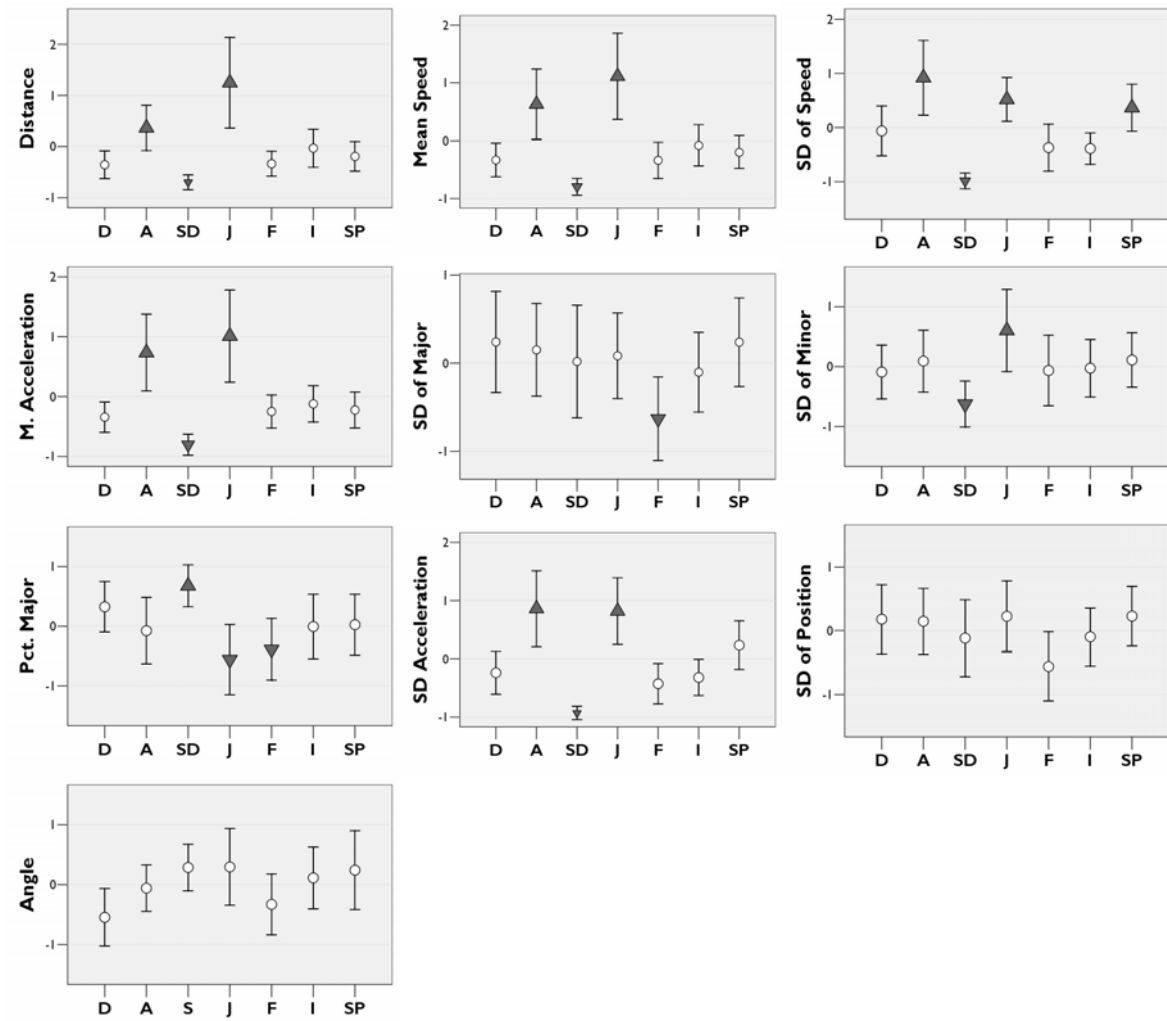 Distance
2
1
0
-1
D A SD J F I SP
Mean Speed
2
1
0
-1
D A SD J F I SP
SD of Speed
2
1
0
-1
D A SD J F I SP
M. Acceleration
2
1
0
-1
D A SD J F I SP
SD of Major
1
0
-1
D A SD J F I SP
SD of Minor
1
0
-1
D A SD J F I SP
Pct. Major
1
0
-1
D A SD J F I SP
SD Acceleration
2
1
0
-1
D A SD J F I SP
SD of Position
1
0
-1
D A SD J F I SP
Angle
1
0
-1
D A S J F I SP